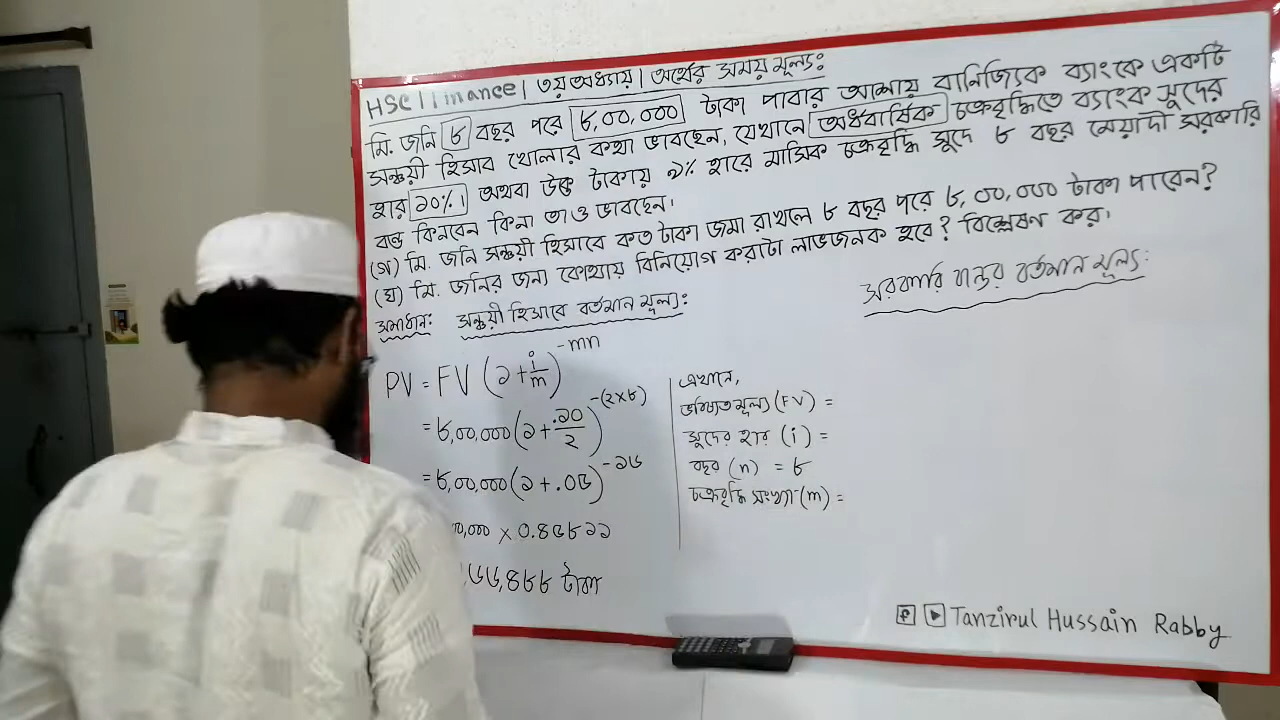 HSC | Finance | ৩য় অধ্যায় | অর্থের সময় মূল্য:
মি. জনি ৮ বছর পরে ৮,০০,০০০ টাকা পাবার আশায় বানিজ্যিক ব্যাংকে একটি
সঞ্চয়ী হিসাব খোলার কথা ভাবছেন, যেখানে অর্ধবার্ষিক চক্রবৃদ্ধিতে ব্যাংক সুদের
হার ১০%। অথবা উক্ত টাকায় ৯% হারে মাসিক চক্রবৃদ্ধি সুদে ৮ বছর মেয়াদী সরকারি
বন্ড কিনবেন কিনা তাও ভাবছেন।
(গ) মি. জনি সঞ্চয়ী হিসাবে কত টাকা জমা রাখলে ৮ বছর পরে ৮,০০,০০০ টাকা পাবেন?
(ঘ) মি. জনির জন্য কোথায় বিনিয়োগ করাটা লাভজনক হবে? বিশ্লেষণ কর।
সমাধান: সঞ্চয়ী হিসাবে বর্তমান মূল্য:
সরকারি বন্ডের বর্তমান মূল্য:
PV = FV (১ + i/m)^-mn
= ৮,০০,০০০ (১ + .১০/২)^-(২×৮)
= ৮,০০,০০০ (১ + .০৫)^-১৬
০০,০০০ × 0.৪৫৮১১
,৬৬,৪৮৮ টাকা
এখানে,
ভবিষ্যত মূল্য (FV) =
সুদের হার (i) =
বছর (n) = ৮
চক্রবৃদ্ধি সংখ্যা (m) =
Tanzirul Hussain Rabby